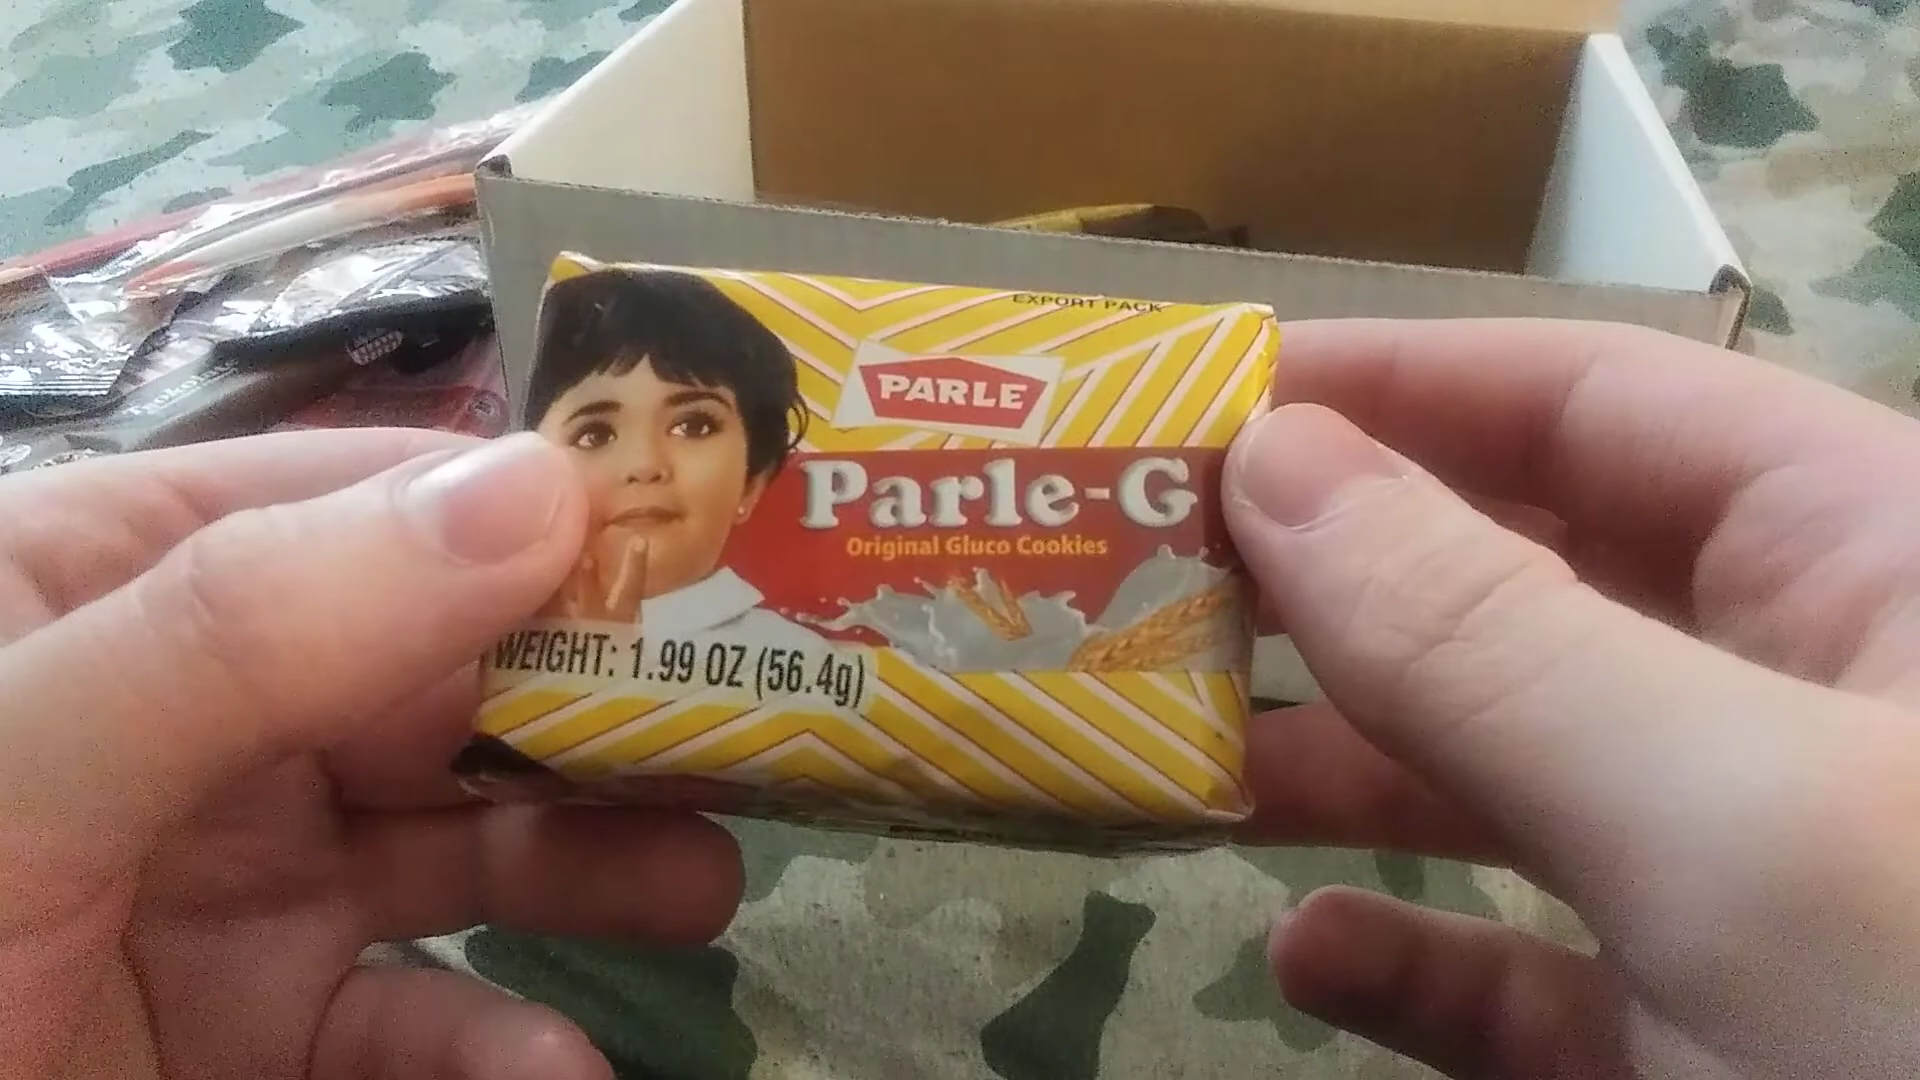 EXPORT PACK
PARLE
Parle-G
Original Gluco Cookies
WEIGHT: 1.99 OZ (56.4g)